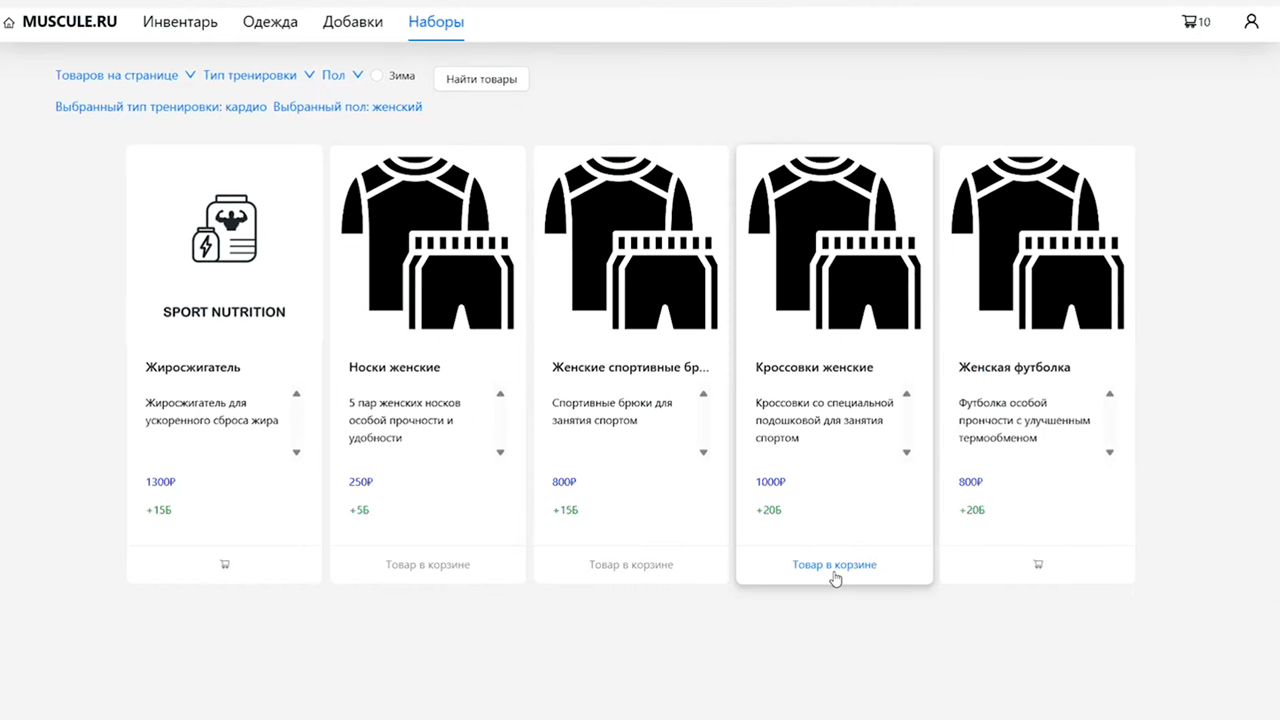 MUSCULE.RU Инвентарь Одежда Добавки Наборы 10
Товаров на странице Тип тренировки Пол Зима Найти товары
Выбранный тип тренировки: кардио Выбранный пол: женский
SPORT NUTRITION
Жиросжигатель
Жиросжигатель для
ускоренного сброса жира
1300₽
+15Б
Носки женские
5 пар женских носков
особой прочности и
удобности
250₽
+5Б
Товар в корзине
Женские спортивные бр...
Спортивные брюки для
занятия спортом
800₽
+15Б
Товар в корзине
Кроссовки женские
Кроссовки со специальной
подошовкой для занятия
спортом
1000₽
+20Б
Товар в корзине
Женская футболка
Футболка особой
прончости с улучшенным
термообменом
800₽
+20Б